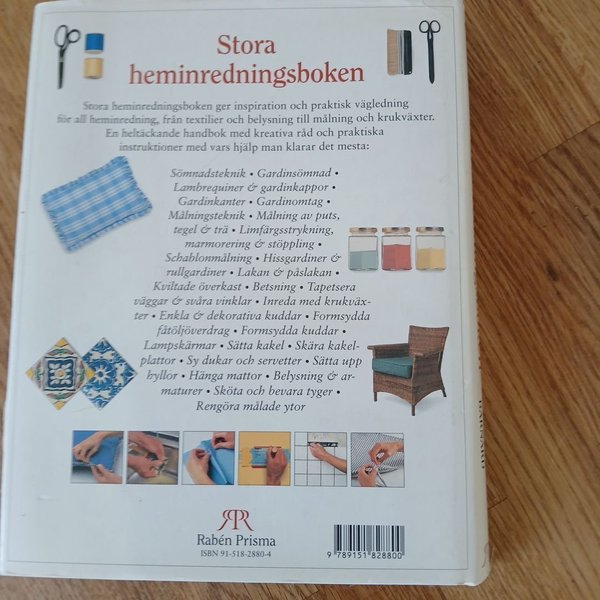 Stora
heminredningsboken
Stora heminredningsboken ger inspiration och praktisk vägledning
för all heminredning, från textilier och belysning till målning och krukväxter.
En heltäckande handbok med kreativa råd och praktiska
instruktioner med vars hjälp man klarar det mesta:
Sömnadsteknik • Gardinsömnad •
Lambrequiner & gardinkappor •
Gardinkanter • Gardinomtag •
Målningsteknik • Målning av puts,
tegel & trä • Limfärgsstrykning,
marmorering & stöppling •
Schablonmålning • Hissgardiner &
rullgardiner • Lakan & påslakan •
Kviltade överkast • Betsning • Tapetsera
väggar & svåra vinklar • Inreda med krukväx-
ter • Enkla & dekorativa kuddar • Formsydda
fåtöljöverdrag • Formsydda kuddar •
Lampskärmar • Sätta kakel • Skära kakel-
plattor • Sy dukar och servetter • Sätta upp
hyllor • Hänga mattor • Belysning & ar-
maturer • Sköta och bevara tyger •
Rengöra målade ytor
RPR
Rabén Prisma
ISBN 91-518-2880-4
9 789151 828800